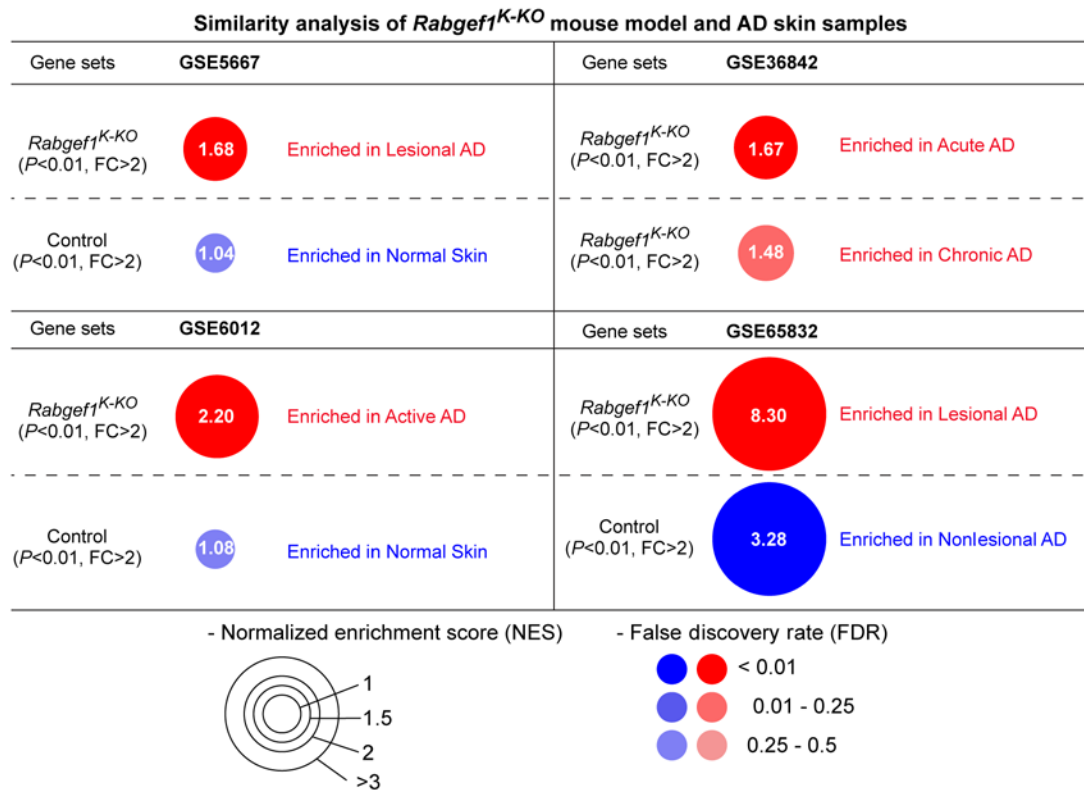 Similarity analysis of Rabgef1K-KO mouse model and AD skin samples
Gene sets GSE5667
Rabgef1K-KO
(P<0.01, FC>2)
1.68
Enriched in Lesional AD
Control
(P<0.01, FC>2)
1.04
Enriched in Normal Skin
Gene sets GSE36842
Rabgef1K-KO
(P<0.01, FC>2)
1.67
Enriched in Acute AD
Rabgef1K-KO
(P<0.01, FC>2)
1.48
Enriched in Chronic AD
Gene sets GSE6012
Rabgef1K-KO
(P<0.01, FC>2)
2.20
Enriched in Active AD
Control
(P<0.01, FC>2)
1.08
Enriched in Normal Skin
Gene sets GSE65832
Rabgef1K-KO
(P<0.01, FC>2)
8.30
Enriched in Lesional AD
Control
(P<0.01, FC>2)
3.28
Enriched in Nonlesional AD
- Normalized enrichment score (NES)
1
1.5
2
>3
- False discovery rate (FDR)
< 0.01
0.01 - 0.25
0.25 - 0.5